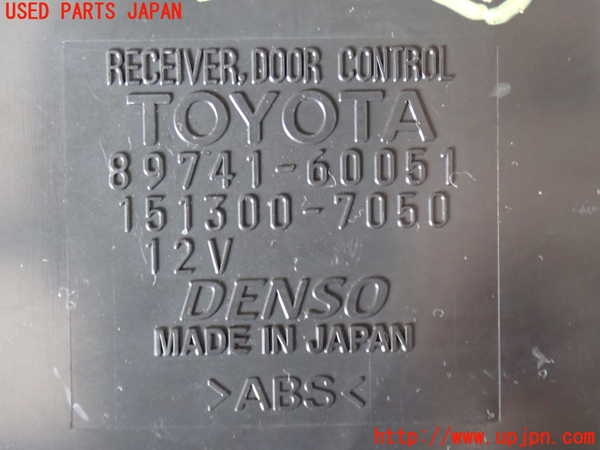 USED PARTS JAPAN
RECEIVER, DOOR CONTROL
TOYOTA
89741-60051
151300-7050
12V
DENSO
MADE IN JAPAN
>ABS<
http://www.upjpn.com/